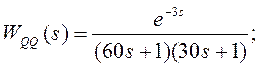 W_{QQ}(s) = \frac{e^{-3s}}{(60s+1)(30s+1)};